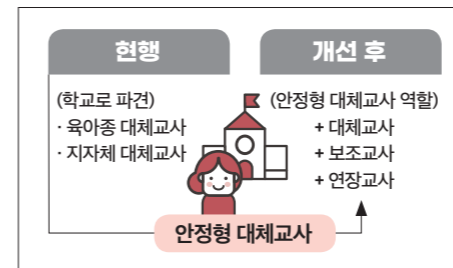 현행
(학교로 파견)
· 육아종 대체교사
· 지자체 대체교사
개선 후
(안정형 대체교사 역할)
+ 대체교사
+ 보조교사
+ 연장교사
안정형 대체교사